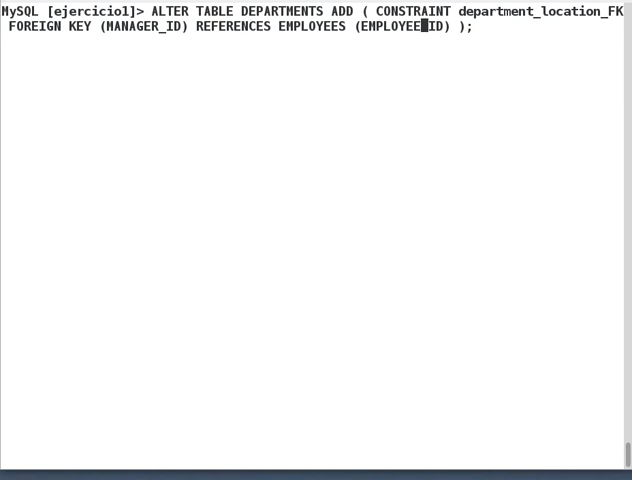 MySQL [ejercicio1]> ALTER TABLE DEPARTMENTS ADD ( CONSTRAINT department_location_FK
FOREIGN KEY (MANAGER_ID) REFERENCES EMPLOYEES (EMPLOYEE_ID) );